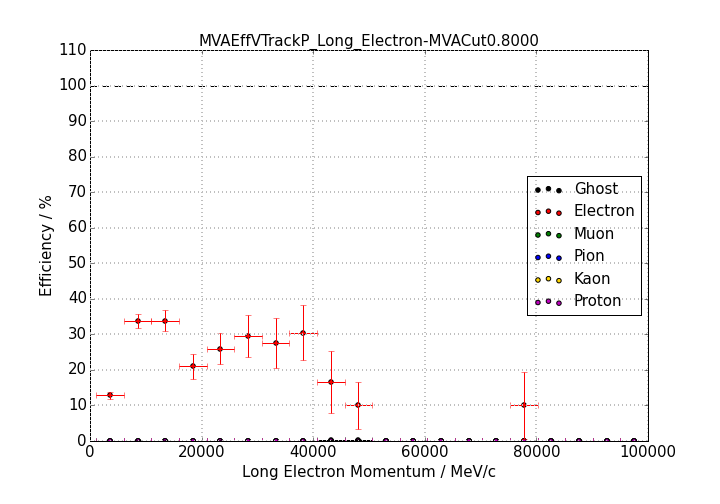 MVAEffVTrackP_Long_Electron-MVACut0.8000
110
100
90
80
70
60
50
40
30
20
10
0
Efficiency / %
Ghost
Electron
Muon
Pion
Kaon
Proton
0 20000 40000 60000 80000 100000
Long Electron Momentum / MeV/c